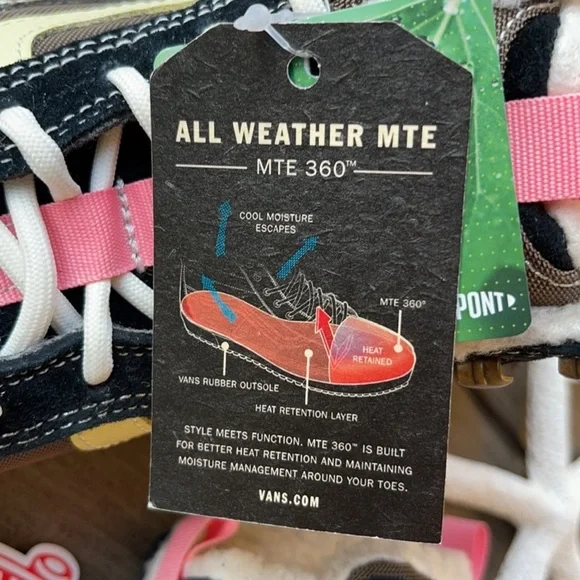 ALL WEATHER MTE
MTE 360™
COOL MOISTURE
ESCAPES
MTE 360°
HEAT
RETAINED
VANS RUBBER OUTSOLE
HEAT RETENTION LAYER
STYLE MEETS FUNCTION. MTE 360™ IS BUILT
FOR BETTER HEAT RETENTION AND MAINTAINING
MOISTURE MANAGEMENT AROUND YOUR TOES.
VANS.COM
PONT